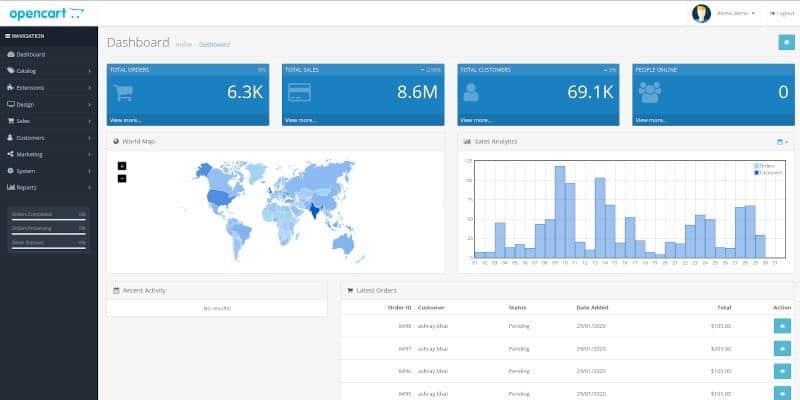 opencart
demo demo
Logout
NAVIGATION
Dashboard
Catalog
Extensions
Design
Sales
Customers
Marketing
System
Reports
Orders Completed 0%
Orders Processing 0%
0%
Dashboard
Home
Dashboard
TOTAL ORDERS 0%
6.3K
View more...
TOTAL SALES
8.6M
View more...
TOTAL CUSTOMERS
69.1K
View more...
PEOPLE ONLINE
0
View more...
World Map
+
-
Sales Analytics
Orders
Customers
125
100
75
50
25
0
01 02 03 04 05 06 07 08 09 10 11 12 13 14 15 16 17 18 19 20 21 22 23 24 25 26 27 28 29 30 31
Recent Activity
No results!
Latest Orders
Order ID Customer Status Date Added Total Action
8498 ashray bhai Pending 29/01/2020 $105.00
8497 ashray bhai Pending 29/01/2020 $205.00
8496 ashray bhai Pending 29/01/2020 $105.00
8495 ashray bhai Pending 29/01/2020 $105.00